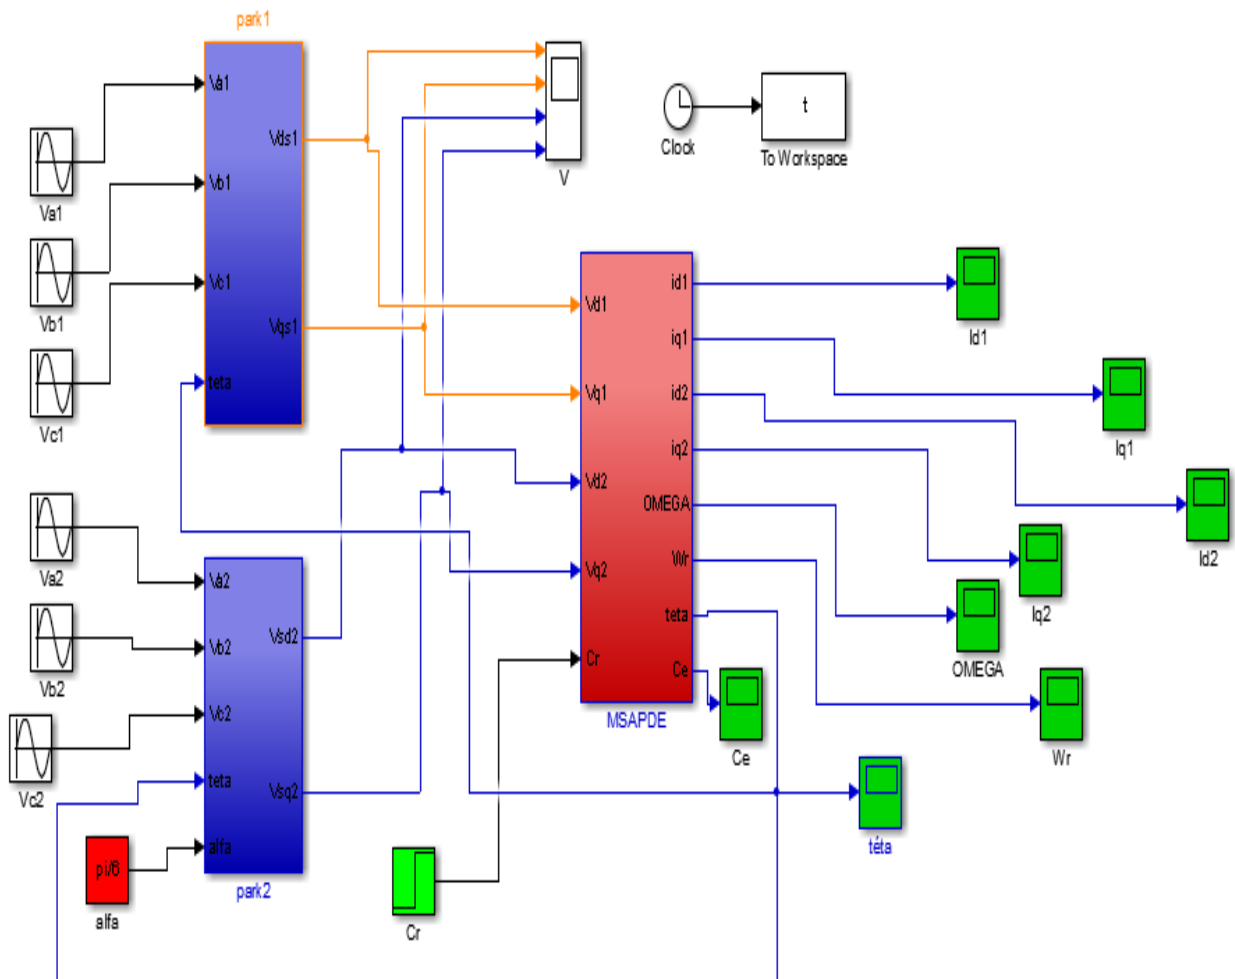 park1
Va1
Vb1
Vc1
teta
Vds1
Vqs1
Va1
Vb1
Vc1
V
Clock
t
To Workspace
Vd1
Vq1
Vd2
Vq2
Cr
id1
iq1
id2
iq2
OMEGA
Wr
teta
Ce
MSAPDE
Id1
Iq1
Id2
Iq2
OMEGA
Wr
Ce
téta
Va2
Vb2
Vc2
Va2
Vb2
Vc2
teta
alfa
Vsd2
Vsq2
park2
pi/6
alfa
Cr